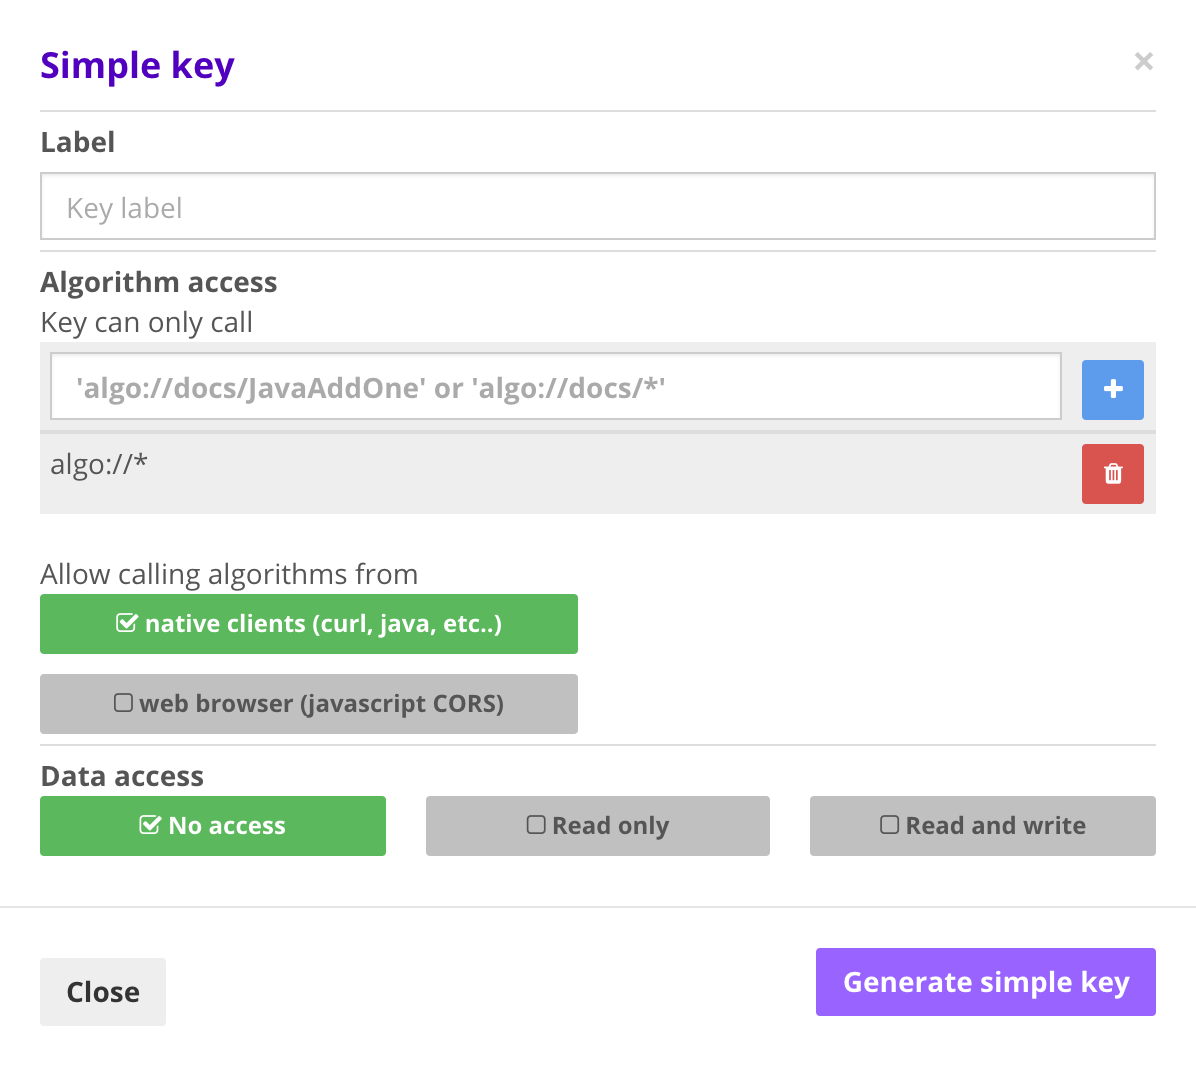 Simple key
×
Label
Key label
Algorithm access
Key can only call
'algo://docs/JavaAddOne' or 'algo://docs/*'
algo://*
Allow calling algorithms from
native clients (curl, java, etc..)
web browser (javascript CORS)
Data access
No access Read only Read and write
Close Generate simple key